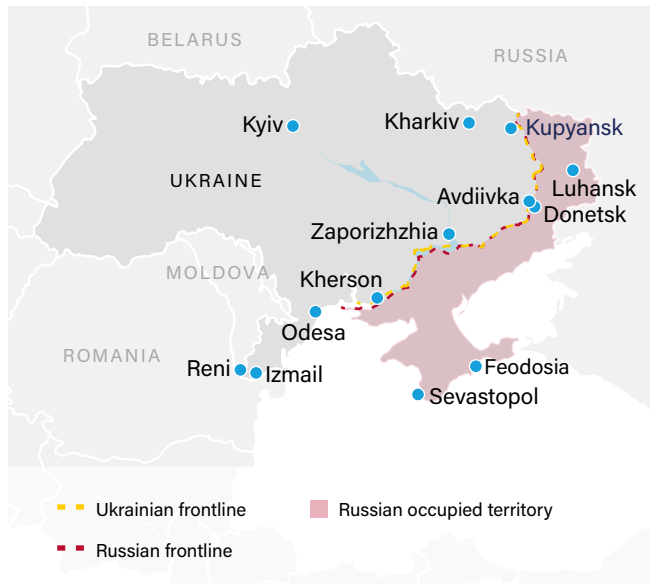 BELARUS
RUSSIA
Kyiv
Kharkiv
Kupyansk
UKRAINE
Avdiivka
Luhansk
Donetsk
Zaporizhzhia
MOLDOVA
Kherson
Odesa
ROMANIA
Reni
Izmail
Feodosia
Sevastopol
Ukrainian frontline
Russian occupied territory
Russian frontline